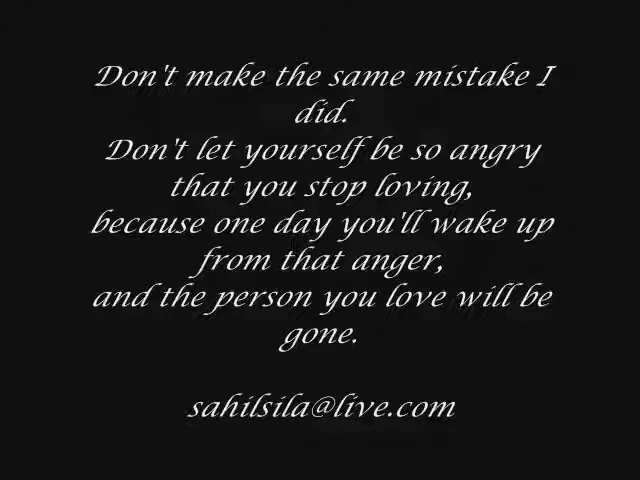 Don't make the same mistake I
did.
Don't let yourself be so angry
that you stop loving,
because one day you'll wake up
from that anger,
and the person you love will be
gone.
sahilsila@live.com